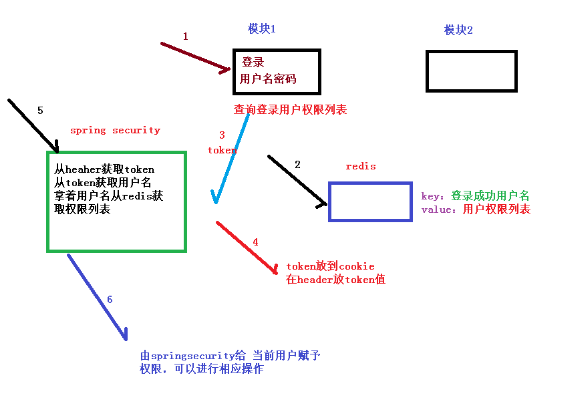 模块1
模块2
1
登录
用户名密码
查询登录用户权限列表
5
spring security
3
token
2
redis
从heaher获取token
从token获取用户名
拿着用户名从redis获
取权限列表
key：登录成功用户名
value：用户权限列表
4
token放到cookie
在header放token值
6
由springsecurity给 当前用户赋予
权限，可以进行相应操作